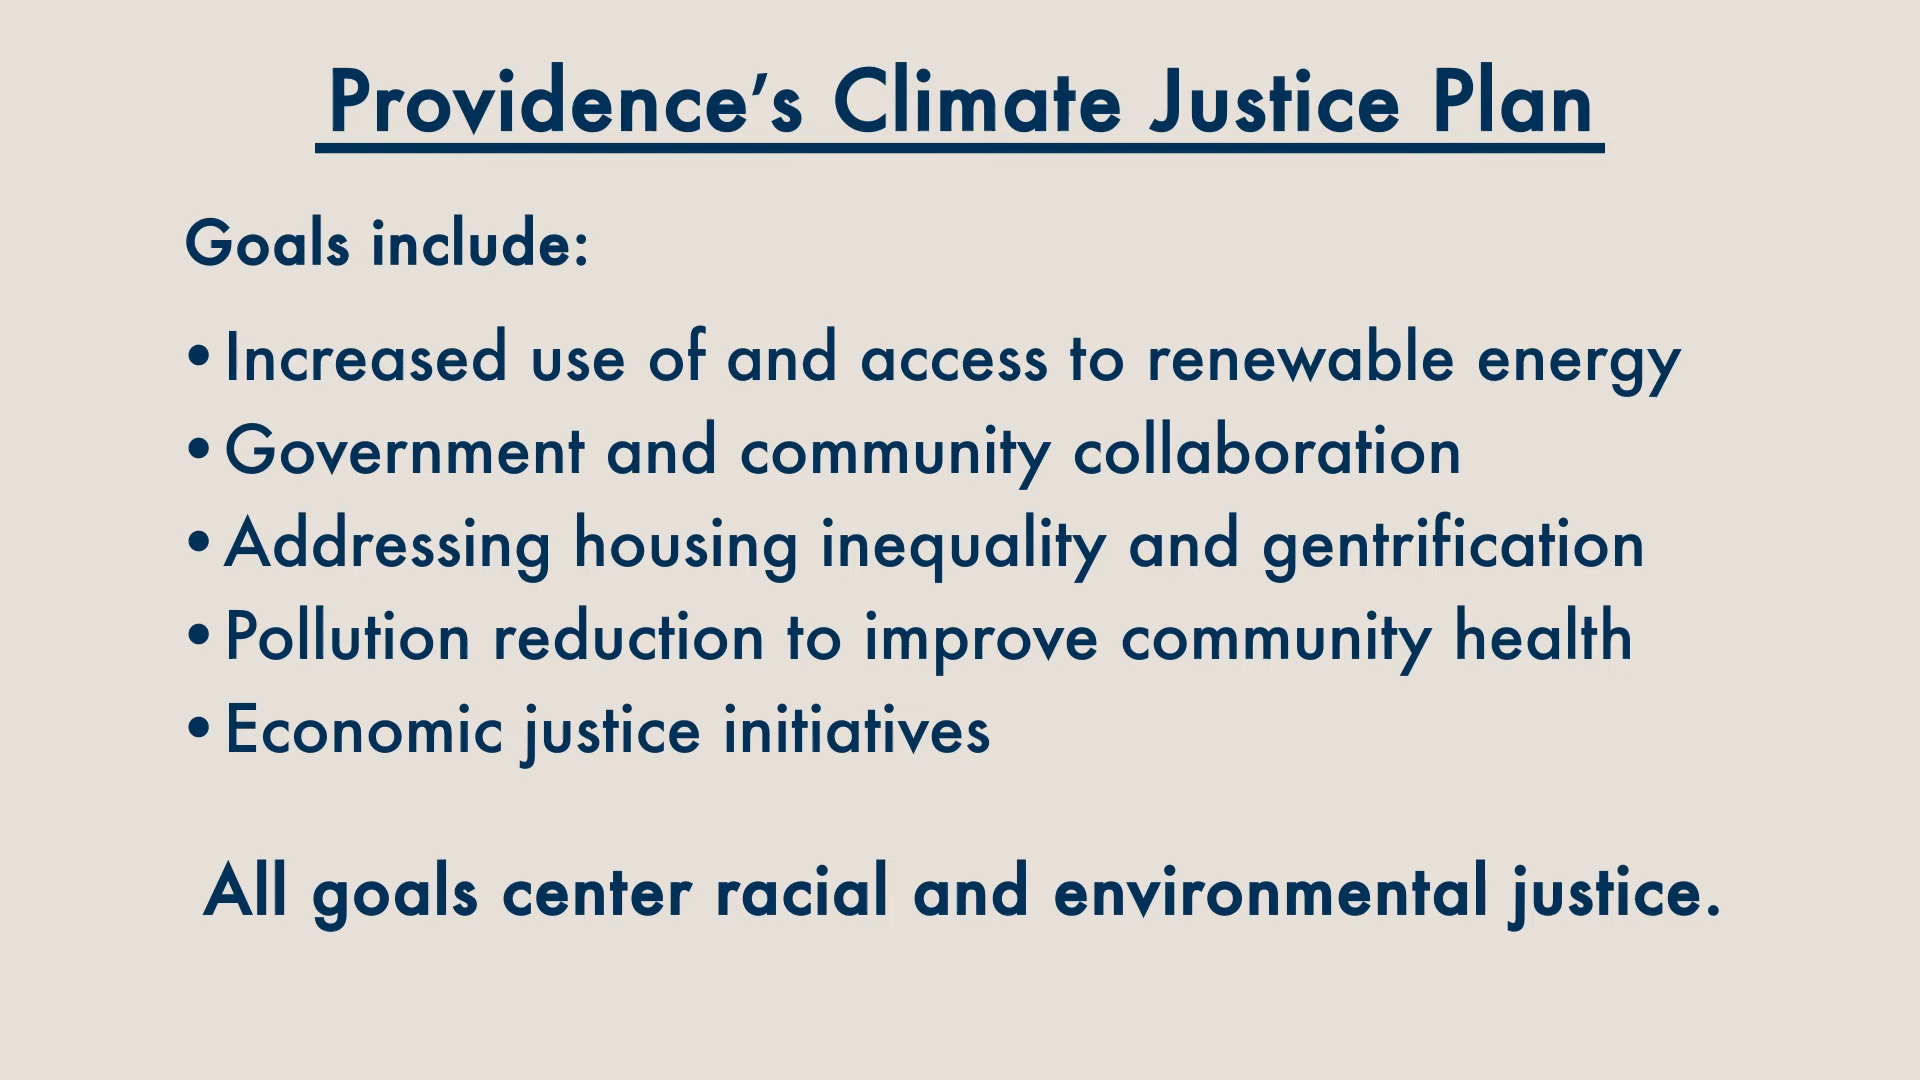 Providence’s Climate Justice Plan
Goals include:
•Increased use of and access to renewable energy
•Government and community collaboration
•Addressing housing inequality and gentrification
•Pollution reduction to improve community health
•Economic justice initiatives
All goals center racial and environmental justice.